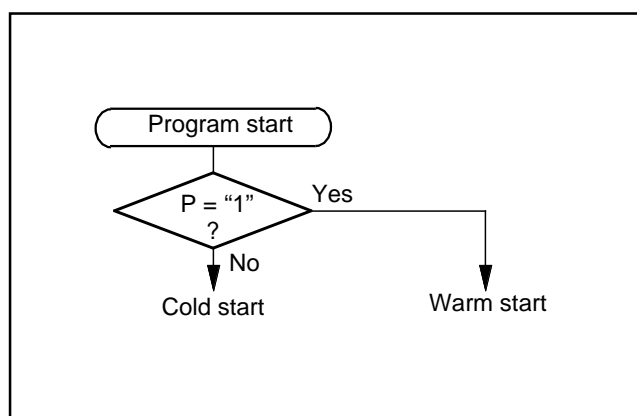 Program start
P = “1”
?
Yes
No
Cold start
Warm start